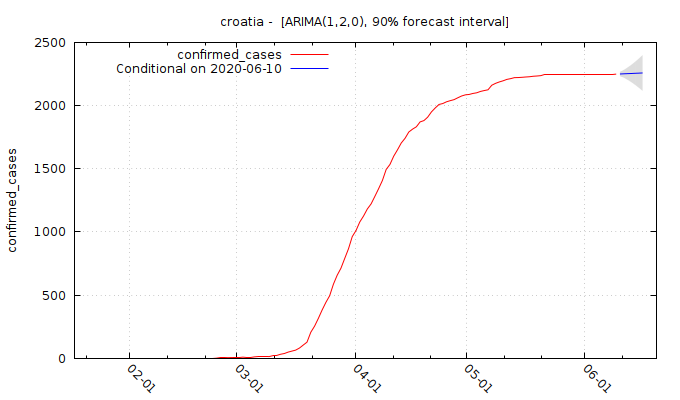 croatia -  [ARIMA(1,2,0), 90% forecast interval]
confirmed_cases
Conditional on 2020-06-10
2500
2000
1500
1000
500
0
confirmed_cases
02-01
03-01
04-01
05-01
06-01